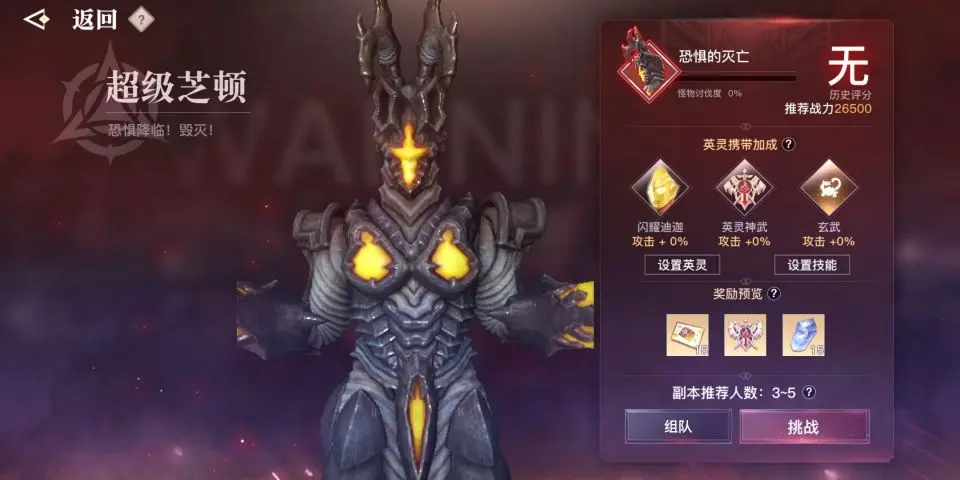 返回
?
超级芝顿
恐惧降临！毁灭！
WARNIN
恐惧的灭亡
怪物讨伐度 0%
无
历史评分
推荐战力26500
英灵携带加成 ?
闪耀迪迦
攻击 + 0%
英灵神武
攻击 +0%
玄武
攻击 +0%
设置英灵
设置技能
奖励预览 ?
15
15
副本推荐人数：3~5 ?
组队
挑战